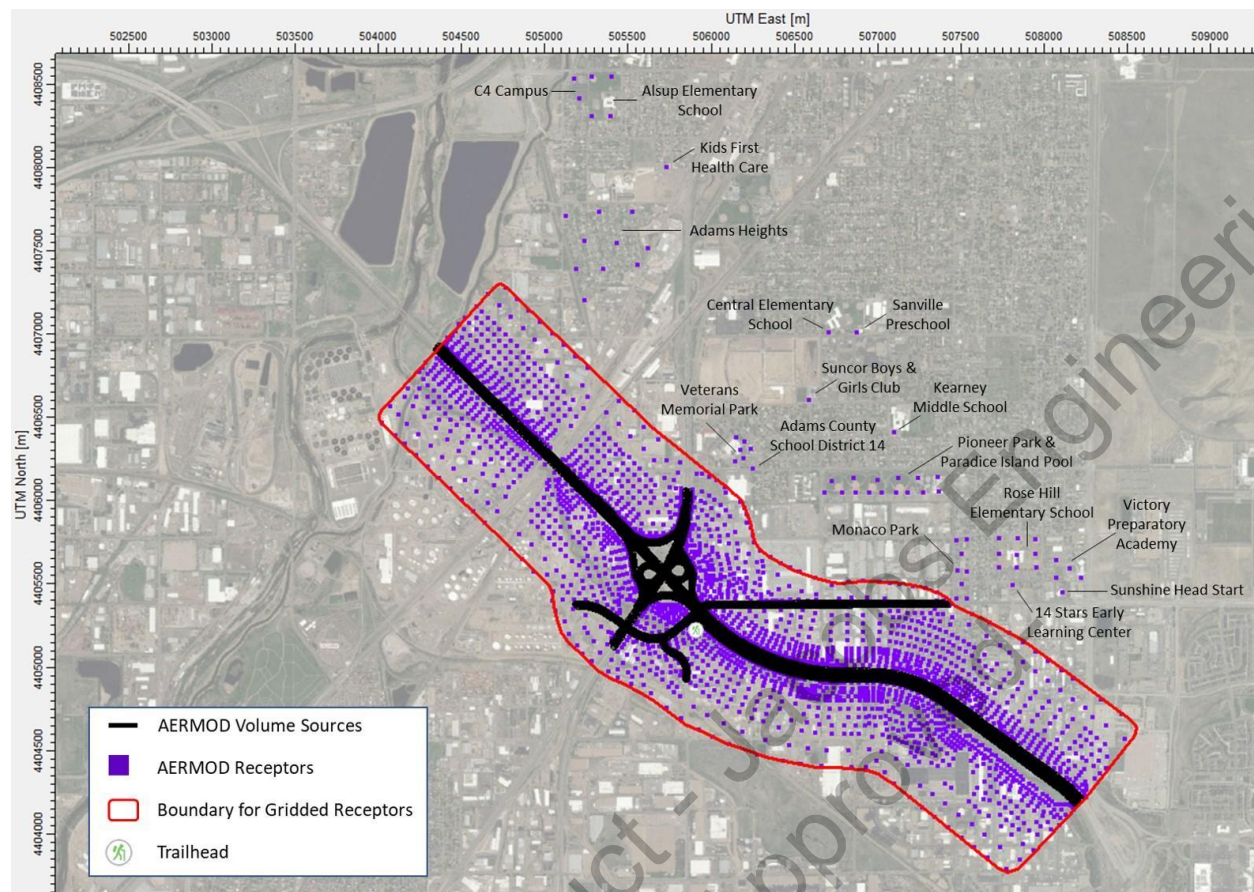 UTM East [m]
502500 503000 503500 504000 504500 505000 505500 506000 506500 507000 507500 508000 508500 509000
UTM North [m]
4408500
4408000
4407500
4407000
4406500
4406000
4405500
4405000
4404500
4404000
C4 Campus
Alsup Elementary
School
Kids First
Health Care
Adams Heights
Central Elementary
School
Sanville
Preschool
Suncor Boys &
Girls Club
Kearney
Middle School
Veterans
Memorial Park
Adams County
School District 14
Pioneer Park &
Paradice Island Pool
Rose Hill
Elementary School
Victory
Preparatory
Academy
Monaco Park
Sunshine Head Start
14 Stars Early
Learning Center
AERMOD Volume Sources
AERMOD Receptors
Boundary for Gridded Receptors
Trailhead